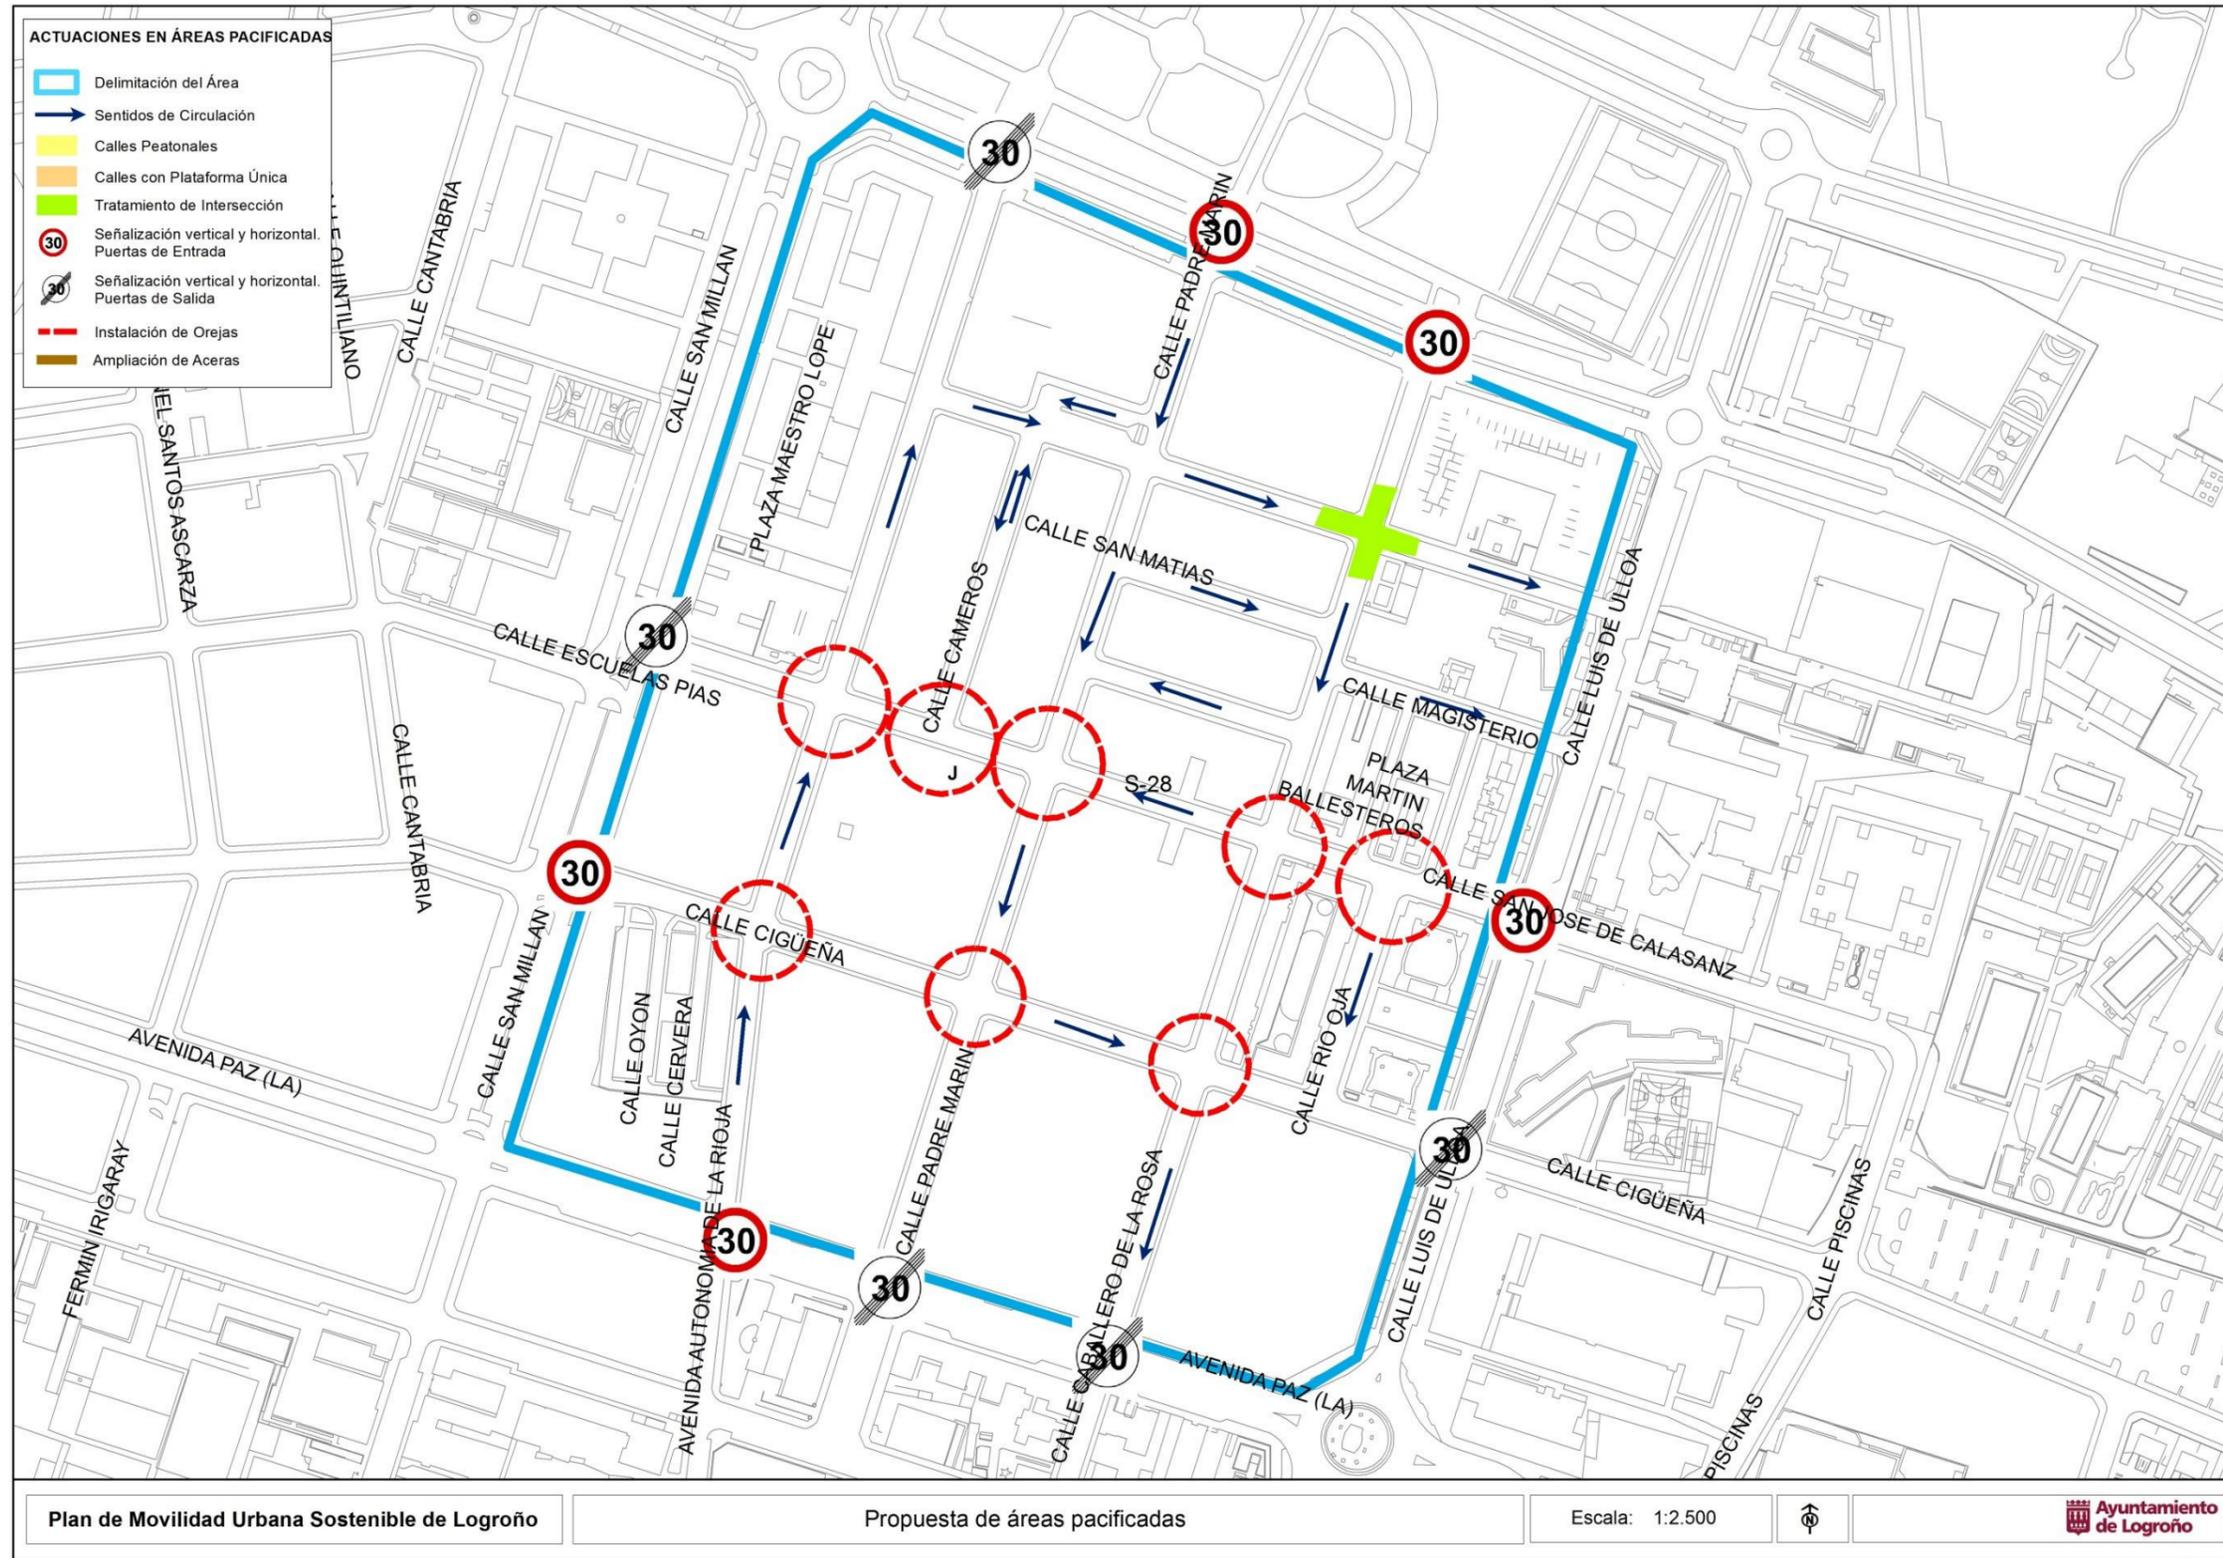 ACTUACIONES EN ÁREAS PACIFICADAS
Delimitación del Área
Sentidos de Circulación
Calles Peatonales
Calles con Plataforma Única
Tratamiento de Intersección
30
Señalización vertical y horizontal.
Puertas de Entrada
30
Señalización vertical y horizontal.
Puertas de Salida
Instalación de Orejas
Ampliación de Aceras
QUINTILIANO
CALLE CANTABRIA
CALLE SAN MILLAN
PLAZA MAESTRO LOPE
30
30
CALLE PADRE MARIN
30
SANTOS ASCARZA
CALLE CAMEROS
CALLE SAN MATIAS
CALLE LUIS DE ULLOA
30
CALLE ESCUELAS PIAS
CALLE MAGISTERIO
CALLE CANTABRIA
J
S-28
PLAZA
MARTIN
BALLESTEROS
30
CALLE CIGÜEÑA
CALLE SAN JOSE DE CALASANZ
30
CALLE SAN MILLAN
AVENIDA PAZ (LA)
CALLE OYON
CALLE CERVERA
CALLE RIO OJA
CALLE PADRE MARIN
30
CALLE CIGÜEÑA
FERMIN IRIGARAY
CALLE PISCINAS
AVENIDA AUTONOMIA DE LA RIOJA
30
30
CALLE CABALLERO DE LA ROSA
30
CALLE LUIS DE ULLOA
AVENIDA PAZ (LA)
PISCINAS
Plan de Movilidad Urbana Sostenible de Logroño
Propuesta de áreas pacificadas
Escala: 1:2.500
N
Ayuntamiento
de Logroño